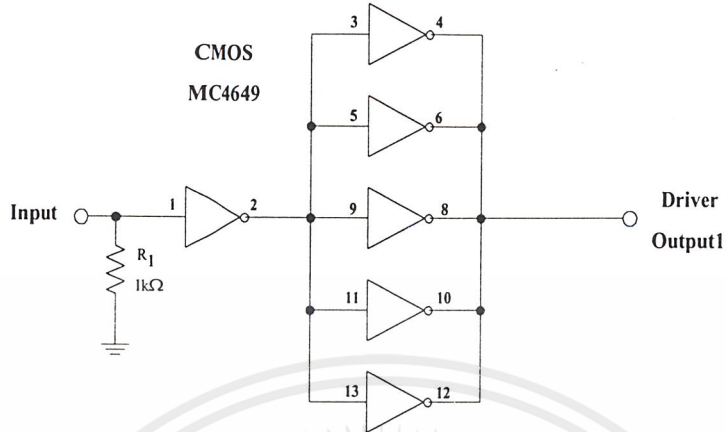 3 4
CMOS
MC4649
5 6
Input 1 2 9 8 Driver
Output1
R1
1kΩ
11 10
13 12